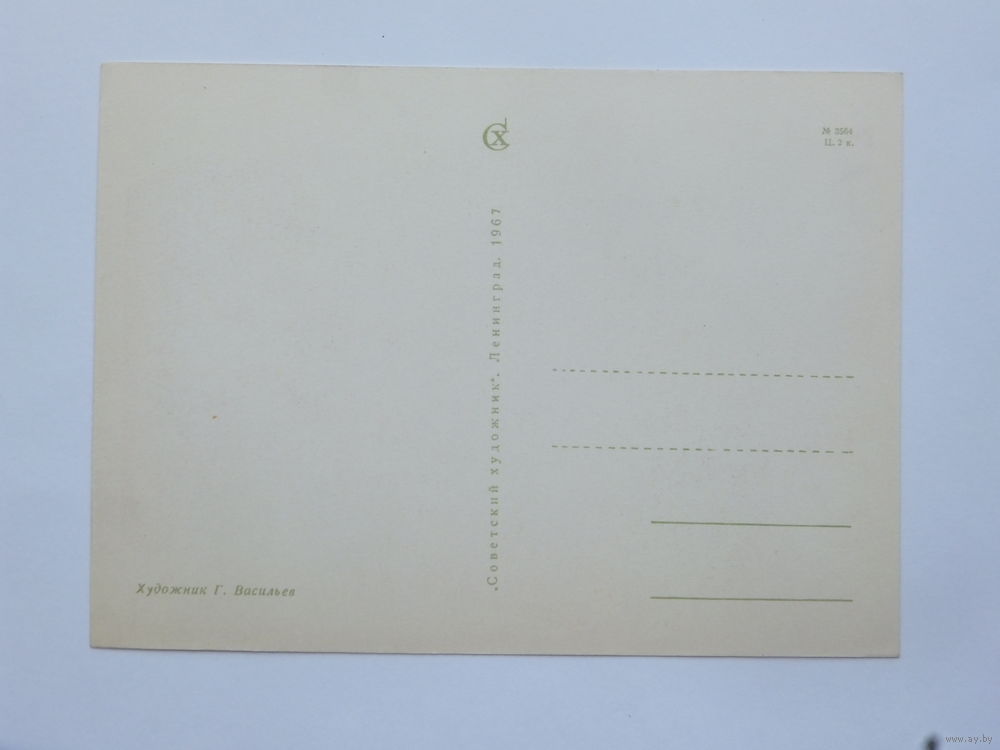 СХ
№ 3564
Ц. 2 к.
„Советский художник“. Ленинград. 1967
Художник Г. Васильев
www.ay.by